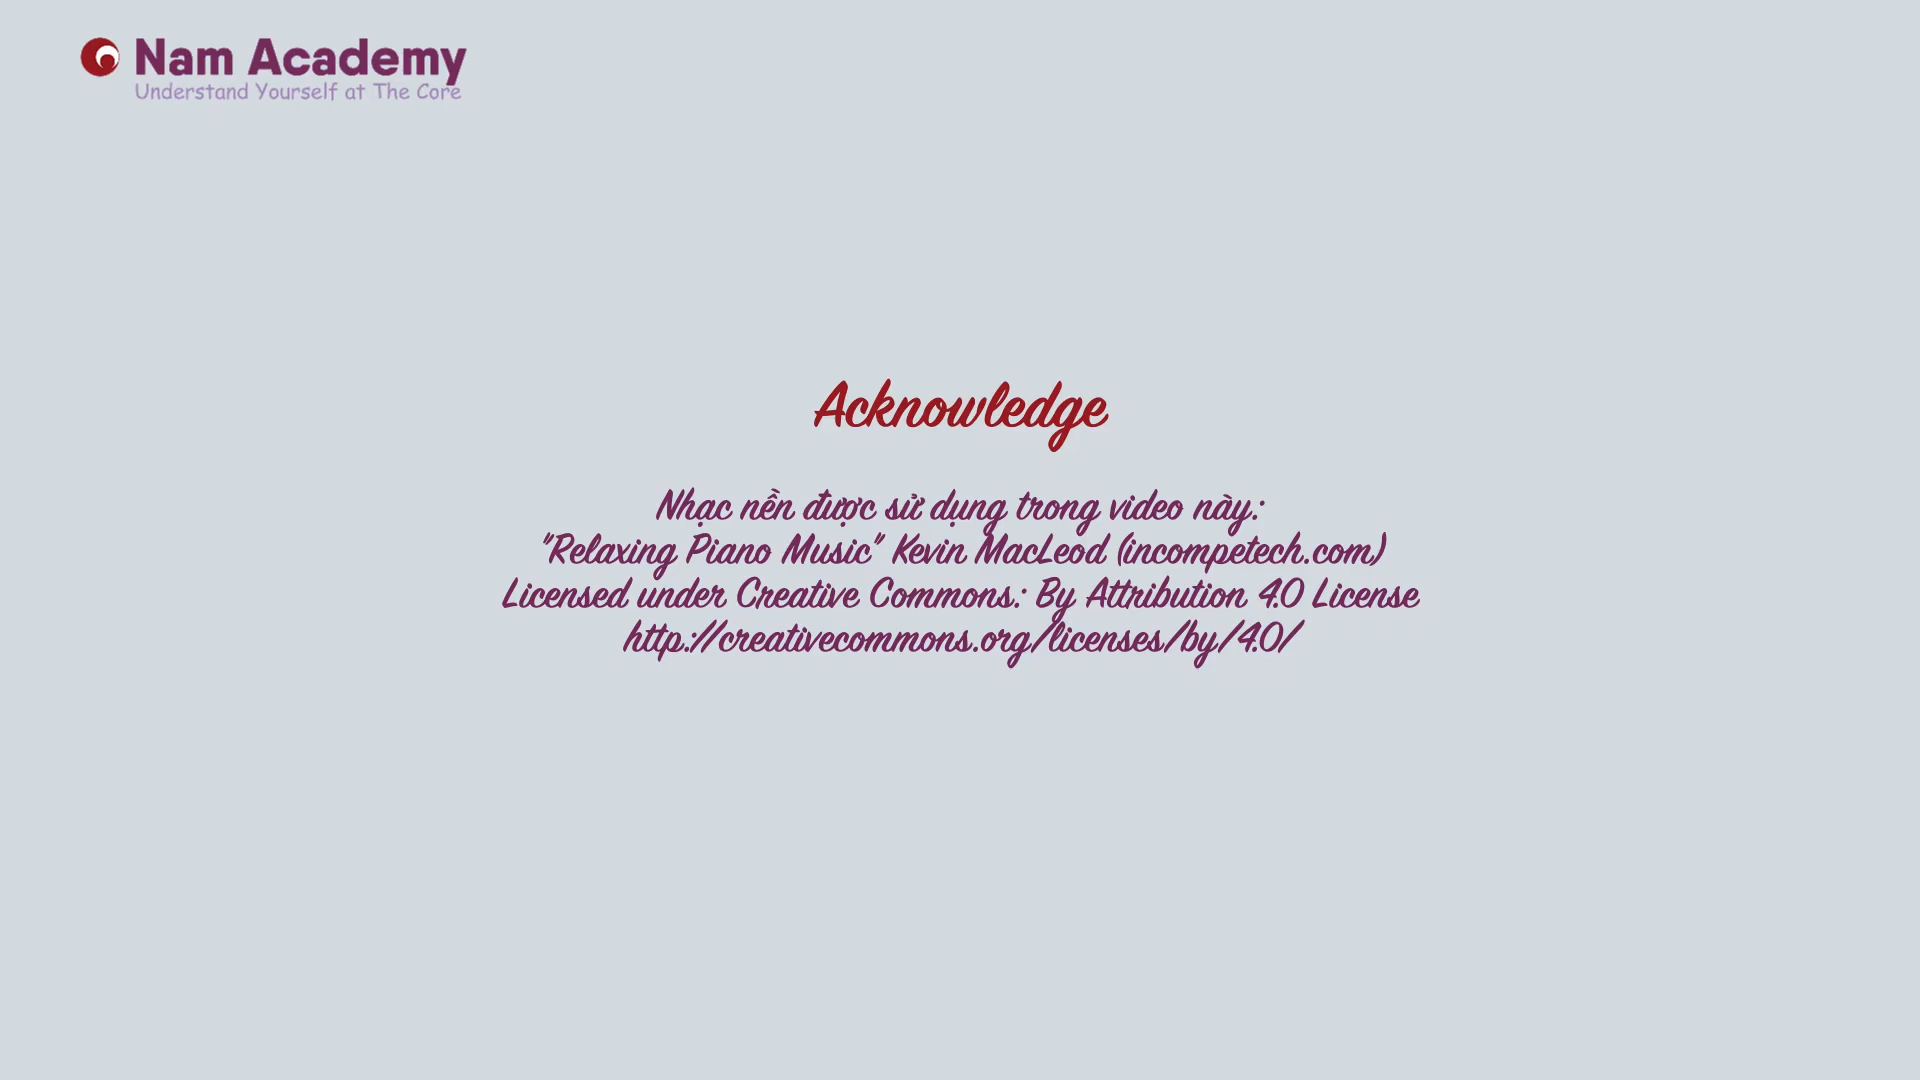 Nam Academy
Understand Yourself at The Core
Acknowledge
Nhạc nền được sử dụng trong video này:
"Relaxing Piano Music" Kevin MacLeod (incompetech.com)
Licensed under Creative Commons: By Attribution 4.0 License
http://creativecommons.org/licenses/by/4.0/